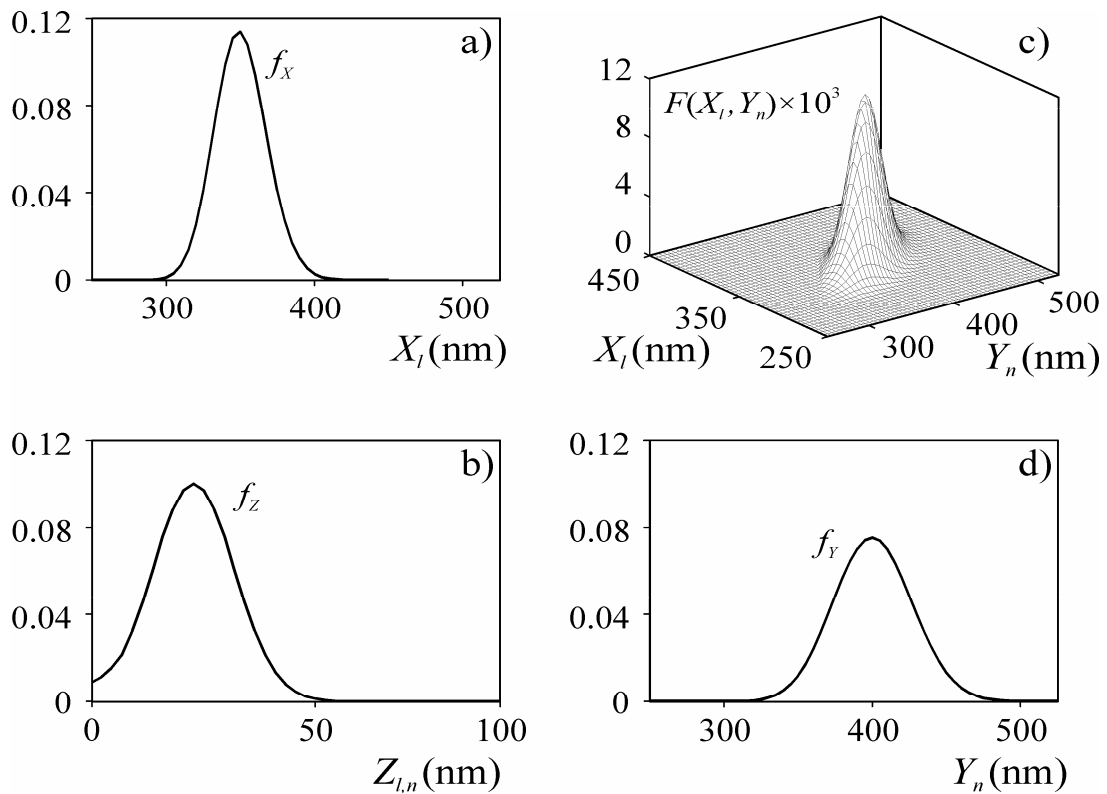 a)
0.12
0.08
0.04
0
f_X
300 400 500
X_l (nm)
c)
12
8
4
0
F(X_l, Y_n)×10³
450
350
250
X_l (nm)
300
400
500
Y_n (nm)
b)
0.12
0.08
0.04
0
f_Z
0 50 100
Z_{l,n} (nm)
d)
0.12
0.08
0.04
0
f_Y
300 400 500
Y_n (nm)